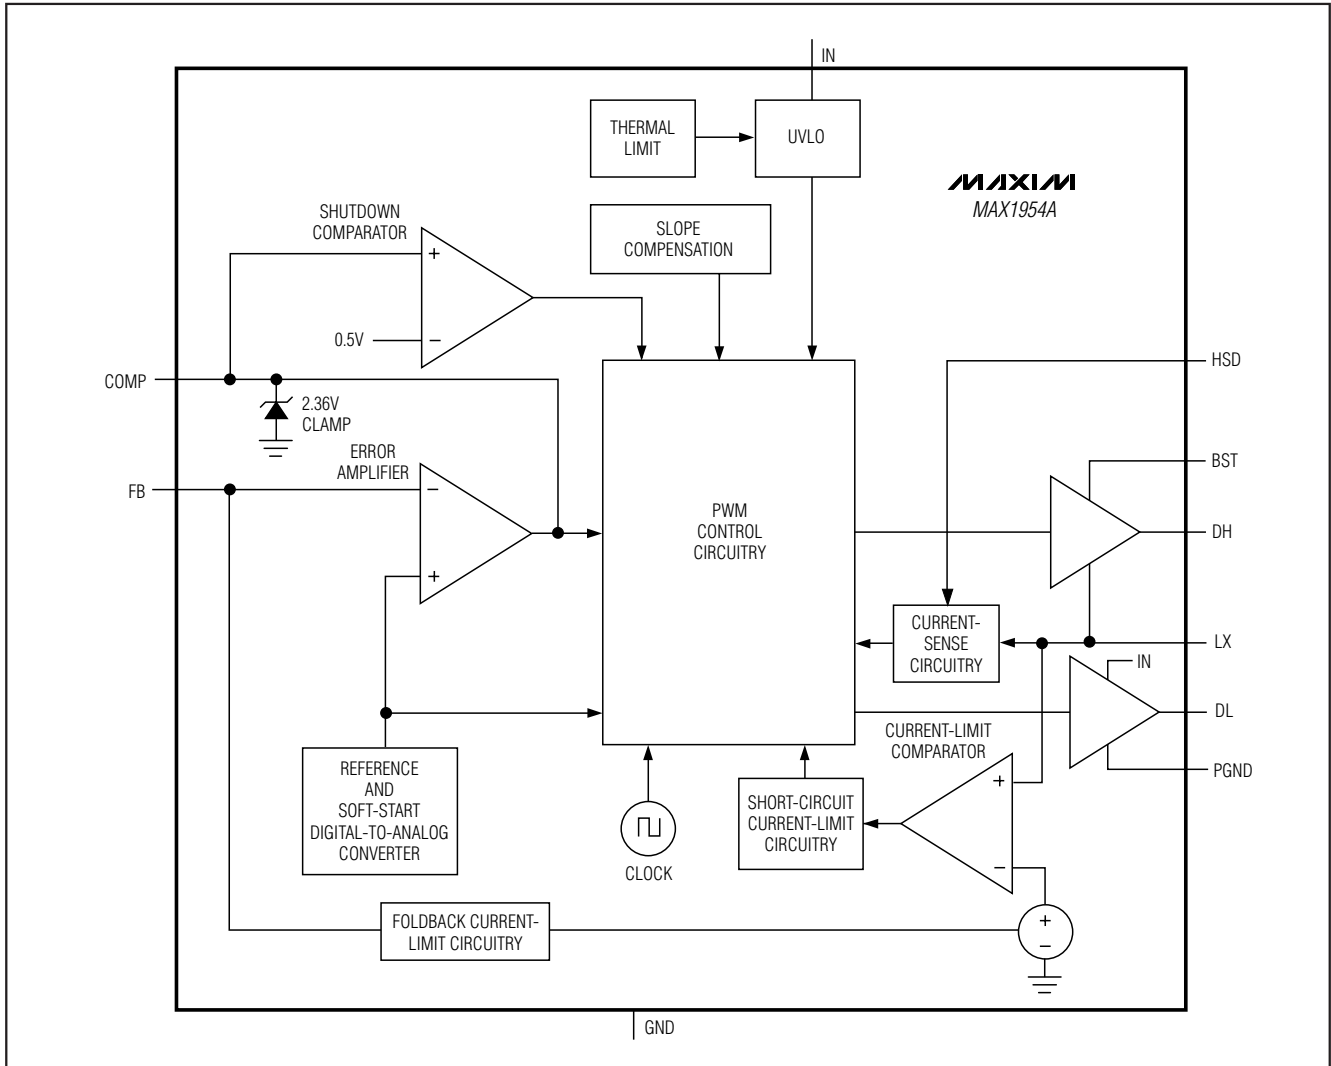 IN
THERMAL
LIMIT
UVLO
MAXIM
MAX1954A
SHUTDOWN
COMPARATOR
SLOPE
COMPENSATION
+
0.5V
−
HSD
COMP
2.36V
CLAMP
ERROR
AMPLIFIER
BST
FB
−
PWM
CONTROL
CIRCUITRY
DH
+
CURRENT-
SENSE
CIRCUITRY
LX
IN
DL
CURRENT-LIMIT
COMPARATOR
PGND
REFERENCE
AND
SOFT-START
DIGITAL-TO-ANALOG
CONVERTER
SHORT-CIRCUIT
CURRENT-LIMIT
CIRCUITRY
+
−
CLOCK
FOLDBACK CURRENT-
LIMIT CIRCUITRY
+
−
GND